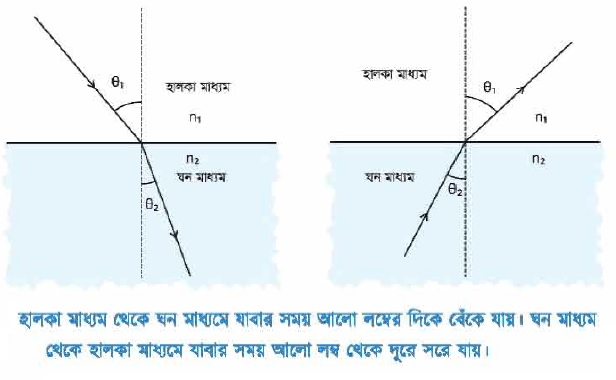 θ₁
হালকা মাধ্যম
n₁
n₂
ঘন মাধ্যম
θ₂
হালকা মাধ্যম
θ₁
n₁
n₂
ঘন মাধ্যম
θ₂
হালকা মাধ্যম থেকে ঘন মাধ্যমে যাবার সময় আলো লম্বের দিকে বেঁকে যায়। ঘন মাধ্যম
থেকে হালকা মাধ্যমে যাবার সময় আলো লম্ব থেকে দূরে সরে যায়।